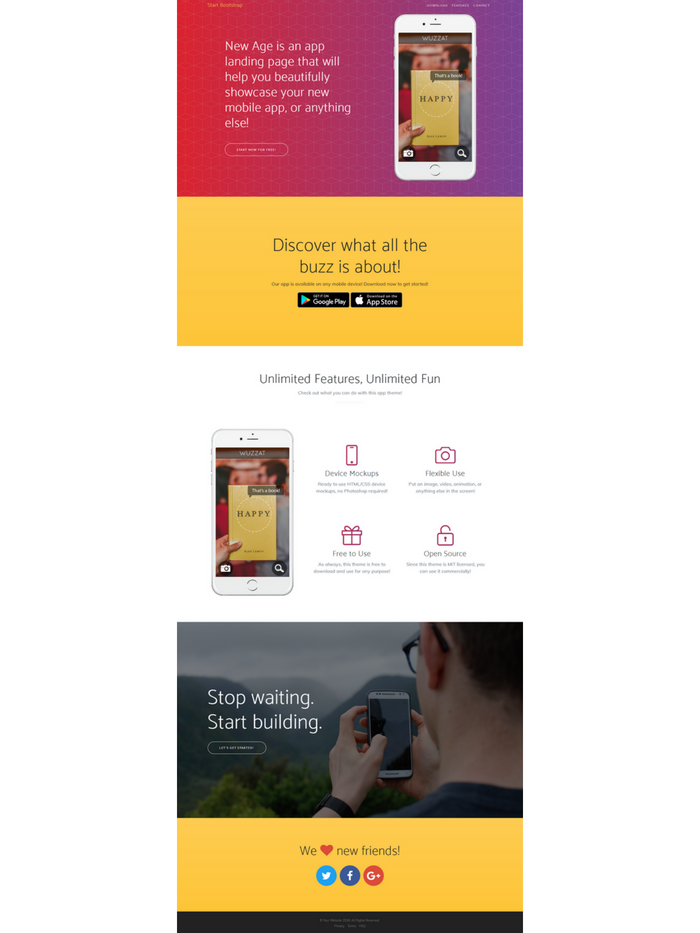 Start Bootstrap
DOWNLOAD FEATURES CONTACT
New Age is an app
landing page that will
help you beautifully
showcase your new
mobile app, or anything
else!
START NOW FOR FREE!
WUZZAT
That's a book!
HAPPY
Discover what all the
buzz is about!
Our app is available on any mobile device! Download now to get started!
GET IT ON
Google Play
Download on the
App Store
Unlimited Features, Unlimited Fun
Check out what you can do with this app theme!
WUZZAT
That's a book!
HAPPY
Device Mockups
Ready to use HTML/CSS device
mockups, no Photoshop required!
Flexible Use
Put an image, video, animation, or
anything else in the screen!
Free to Use
As always, this theme is free to
download and use for any purpose!
Open Source
Since this theme is MIT licensed, you
can use it commercially!
Stop waiting.
Start building.
LET'S GET STARTED!
We ❤ new friends!
f
G+
Privacy Terms FAQ